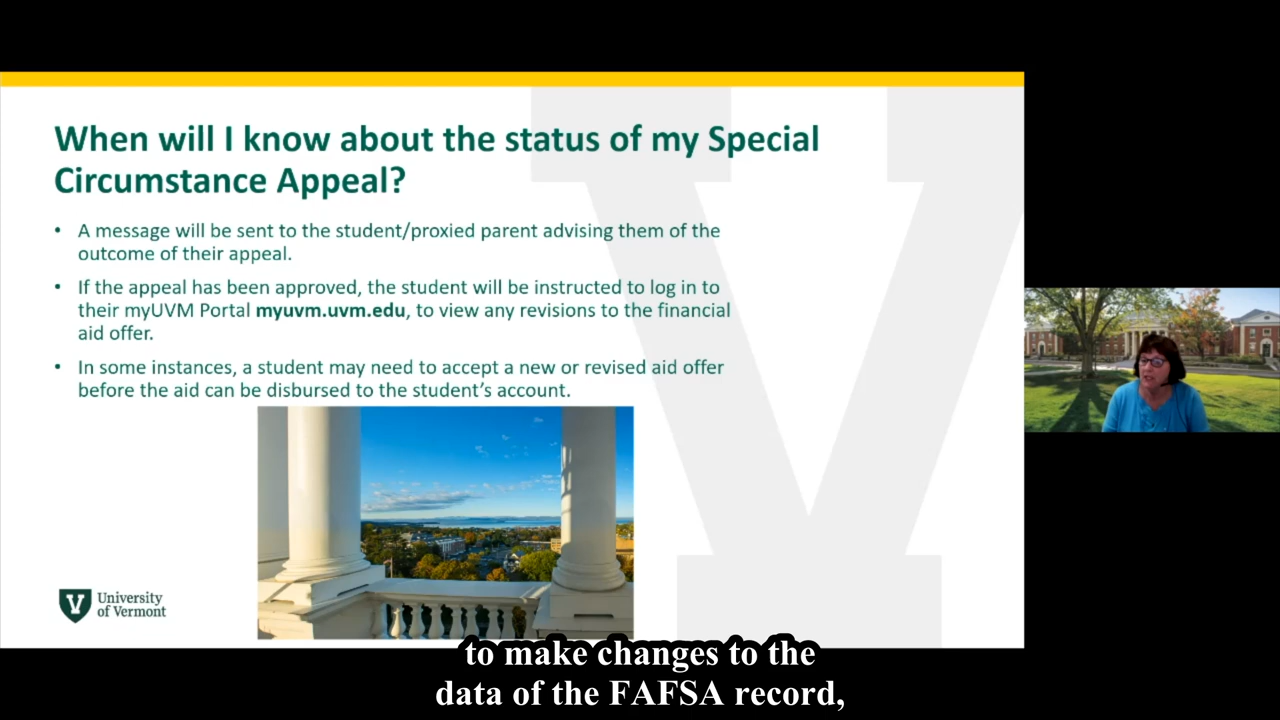 When will I know about the status of my Special
Circumstance Appeal?
• A message will be sent to the student/proxied parent advising them of the
outcome of their appeal.
• If the appeal has been approved, the student will be instructed to log in to
their myUVM Portal myuvm.uvm.edu, to view any revisions to the financial
aid offer.
• In some instances, a student may need to accept a new or revised aid offer
before the aid can be disbursed to the student's account.
V University
of Vermont
to make changes to the
data of the FAFSA record,